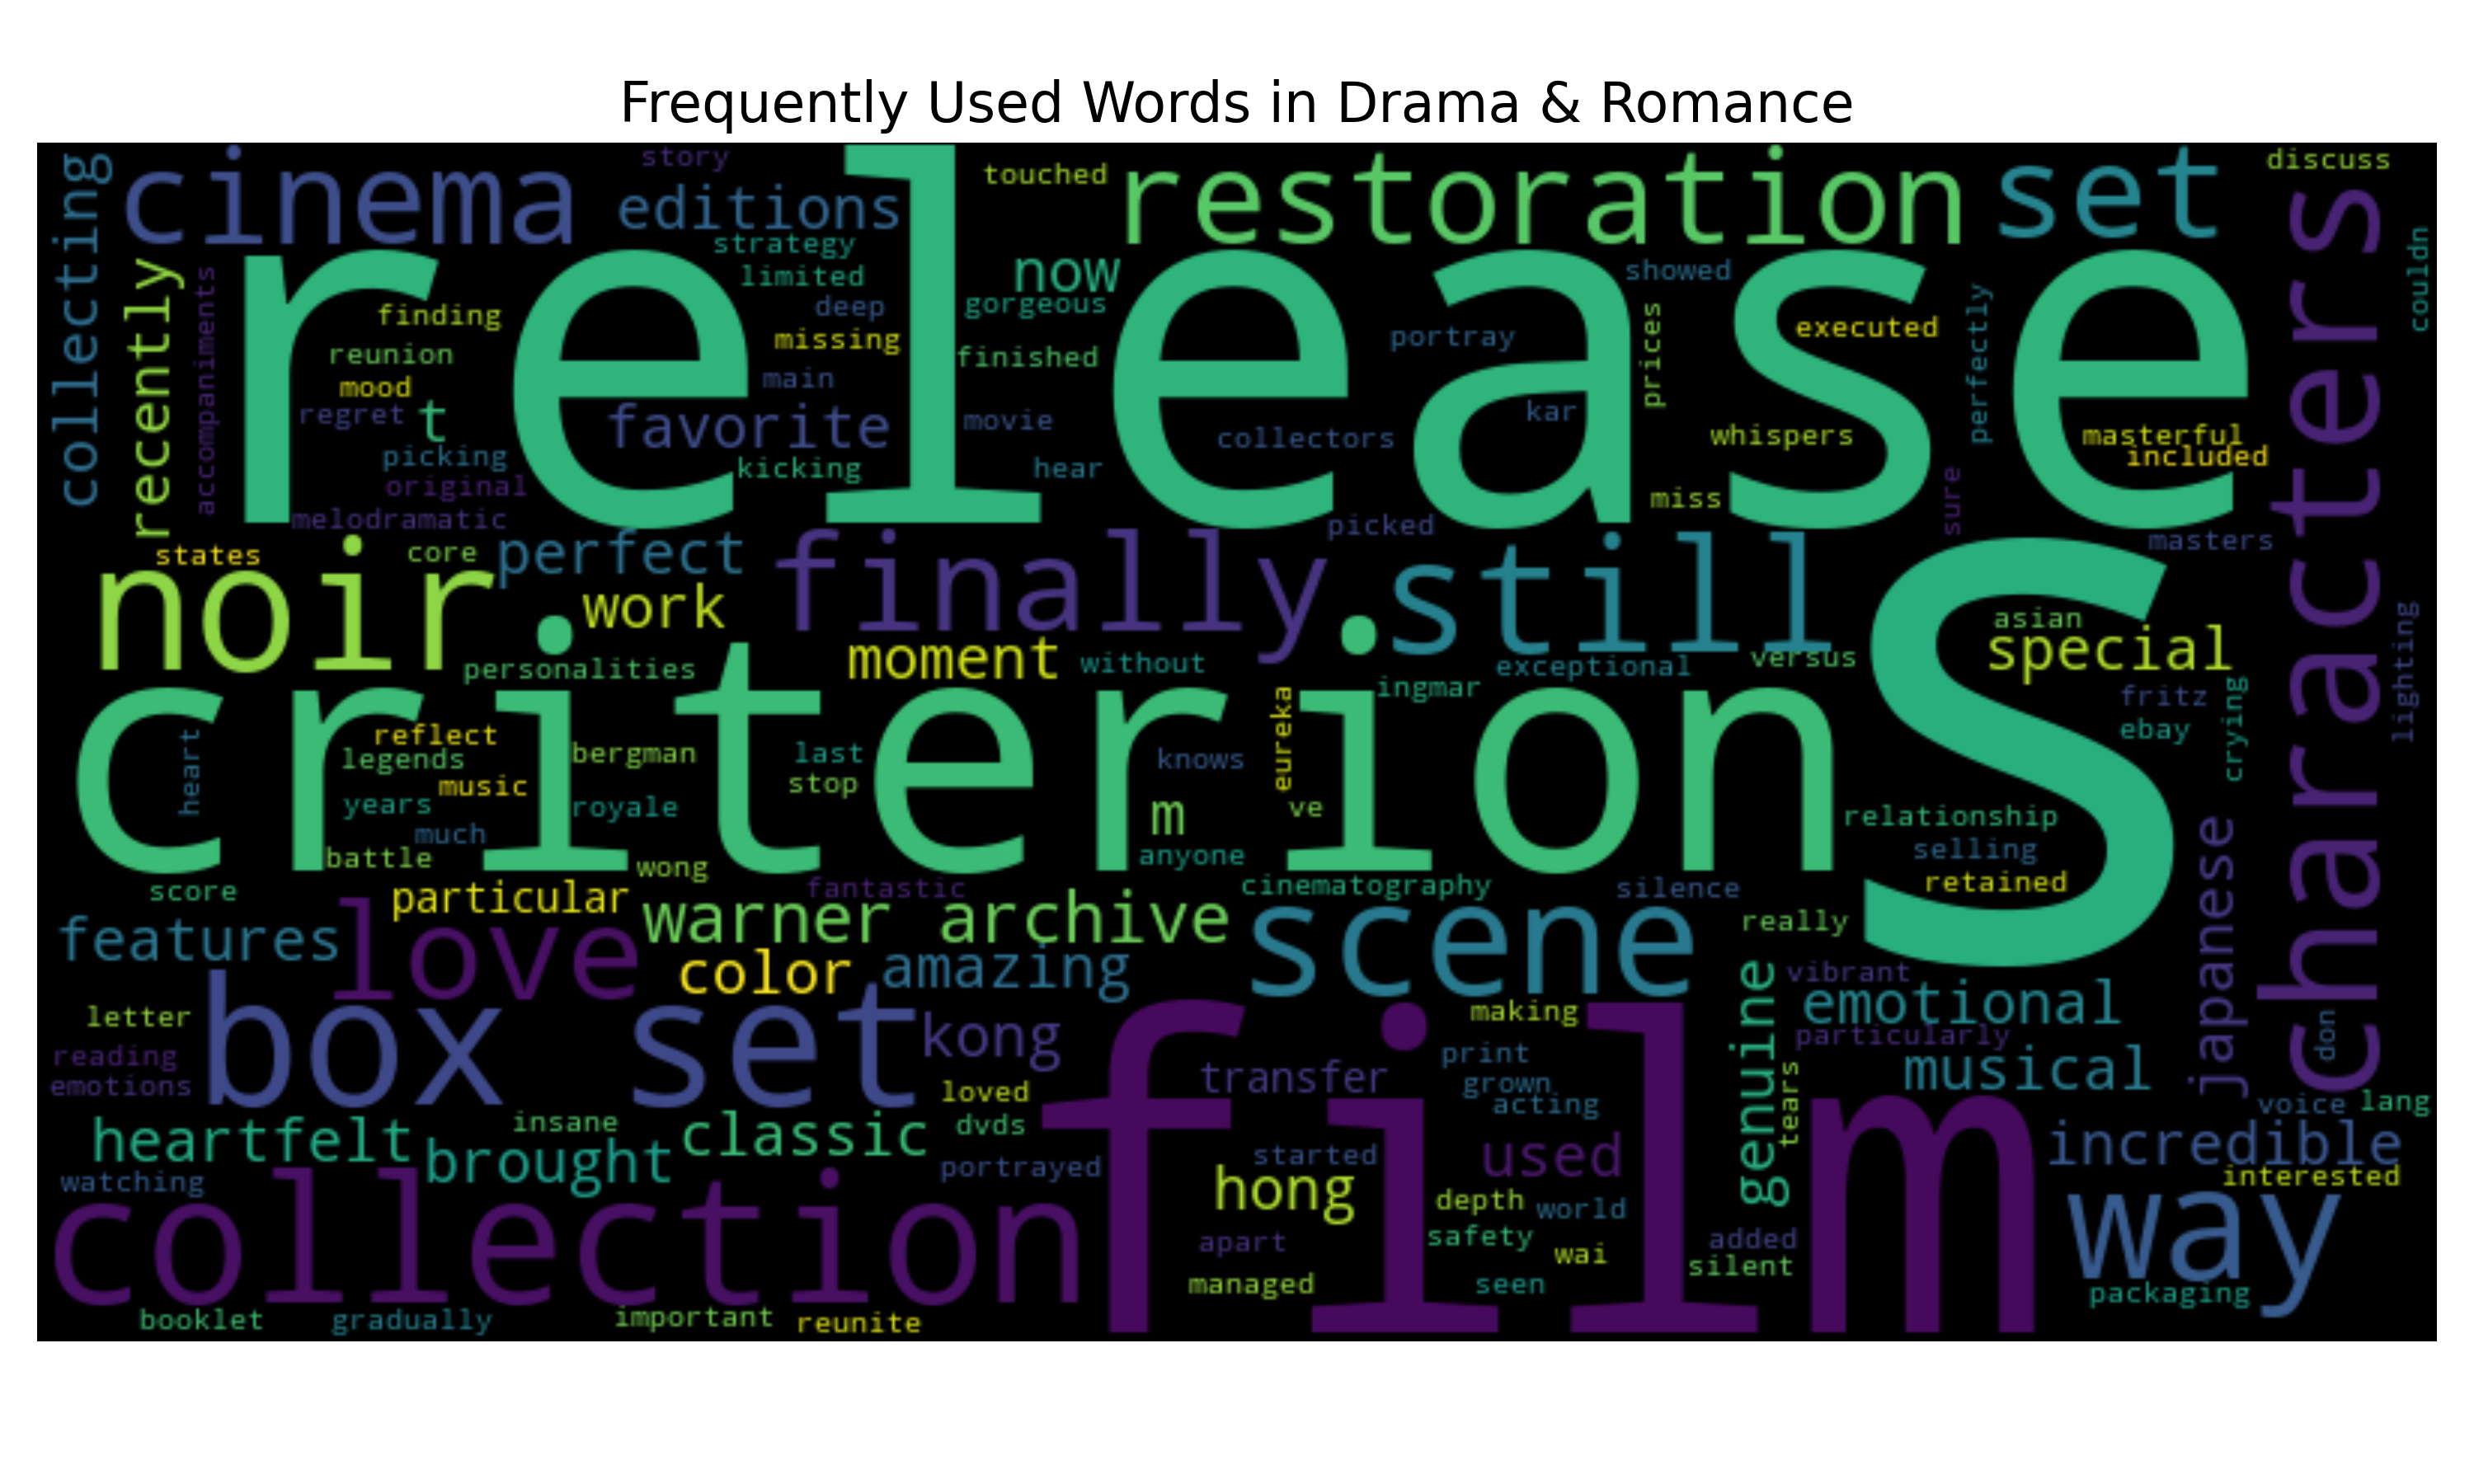 Frequently Used Words in Drama & Romance
collecting
cinema
story
editions
touched
restoration
set
discuss
characters
couldn
recently
accompaniments
release
strategy
limited
now
showed
finding
deep
gorgeous
prices
executed
perfectly
reunion
missing
finished
portray
mood
main
regret
t
favorite
movie
collectors
kar
whispers
masterful
included
picking
kicking
hear
original
miss
sure
melodramatic
picked
masters
states
core
perfect
finally
still
noir
work
s
asian
special
lighting
personalities
moment
without
exceptional
versus
criterion
ingmar
fritz
crying
eureka
ebay
heart
reflect
legends
bergman
last
knows
music
stop
years
royale
m
ve
relationship
japanese
much
battle
wong
anyone
selling
score
particular
fantastic
cinematography
silence
retained
features
love
warner archive
scene
really
color
amazing
genuine
vibrant
emotional
letter
box set
kong
film
making
particularly
don
reading
emotions
transfer
print
musical
grown
loved
acting
tears
voice
lang
heartfelt
insane
brought
classic
dvds
used
incredible
watching
portrayed
started
interested
collection
hong
depth
world
way
apart
safety
wai
added
silent
managed
seen
packaging
booklet
gradually
important
reunite